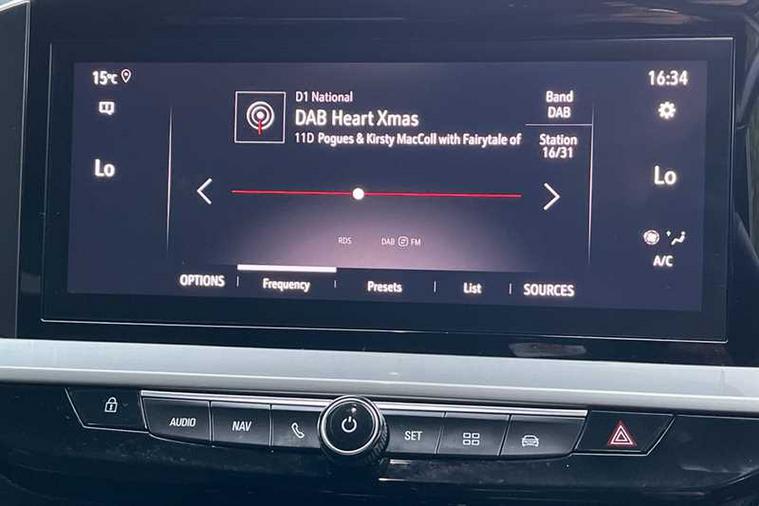 15°C
16:34
D1 National
DAB Heart Xmas
11D Pogues & Kirsty MacColl with Fairytale of
Band
DAB
Station
16/31
Lo
Lo
RDS
DAB FM
A/C
OPTIONS
Frequency
Presets
List
SOURCES
AUDIO
NAV
SET